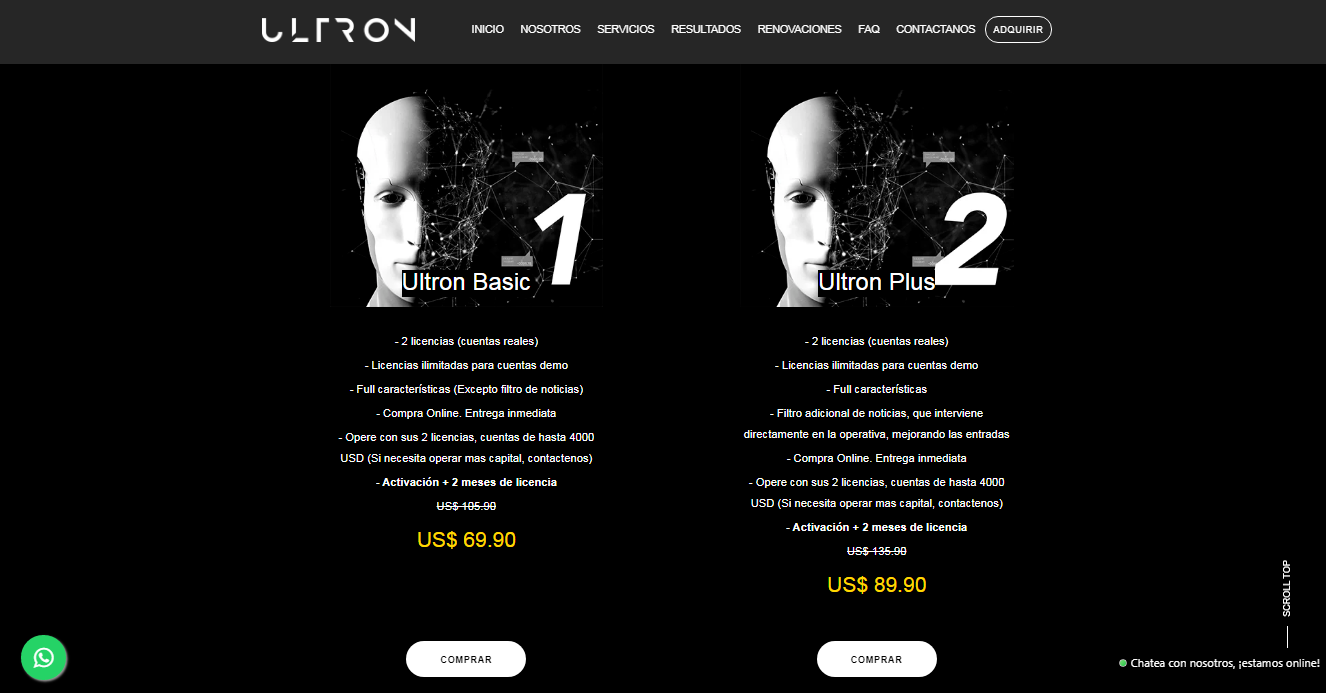 ULTRON
INICIO NOSOTROS SERVICIOS RESULTADOS RENOVACIONES FAQ CONTACTANOS ADQUIRIR
1
Ultron Basic
- 2 licencias (cuentas reales)
- Licencias ilimitadas para cuentas demo
- Full características (Excepto filtro de noticias)
- Compra Online. Entrega inmediata
- Opere con sus 2 licencias, cuentas de hasta 4000
USD (Si necesita operar mas capital, contactenos)
- Activación + 2 meses de licencia
US$ 105.90
US$ 69.90
COMPRAR
2
Ultron Plus
- 2 licencias (cuentas reales)
- Licencias ilimitadas para cuentas demo
- Full características
- Filtro adicional de noticias, que interviene
directamente en la operativa, mejorando las entradas
- Compra Online. Entrega inmediata
- Opere con sus 2 licencias, cuentas de hasta 4000
USD (Si necesita operar mas capital, contactenos)
- Activación + 2 meses de licencia
US$ 135.90
US$ 89.90
COMPRAR
SCROLL TOP
Chatea con nosotros, ¡estamos online!